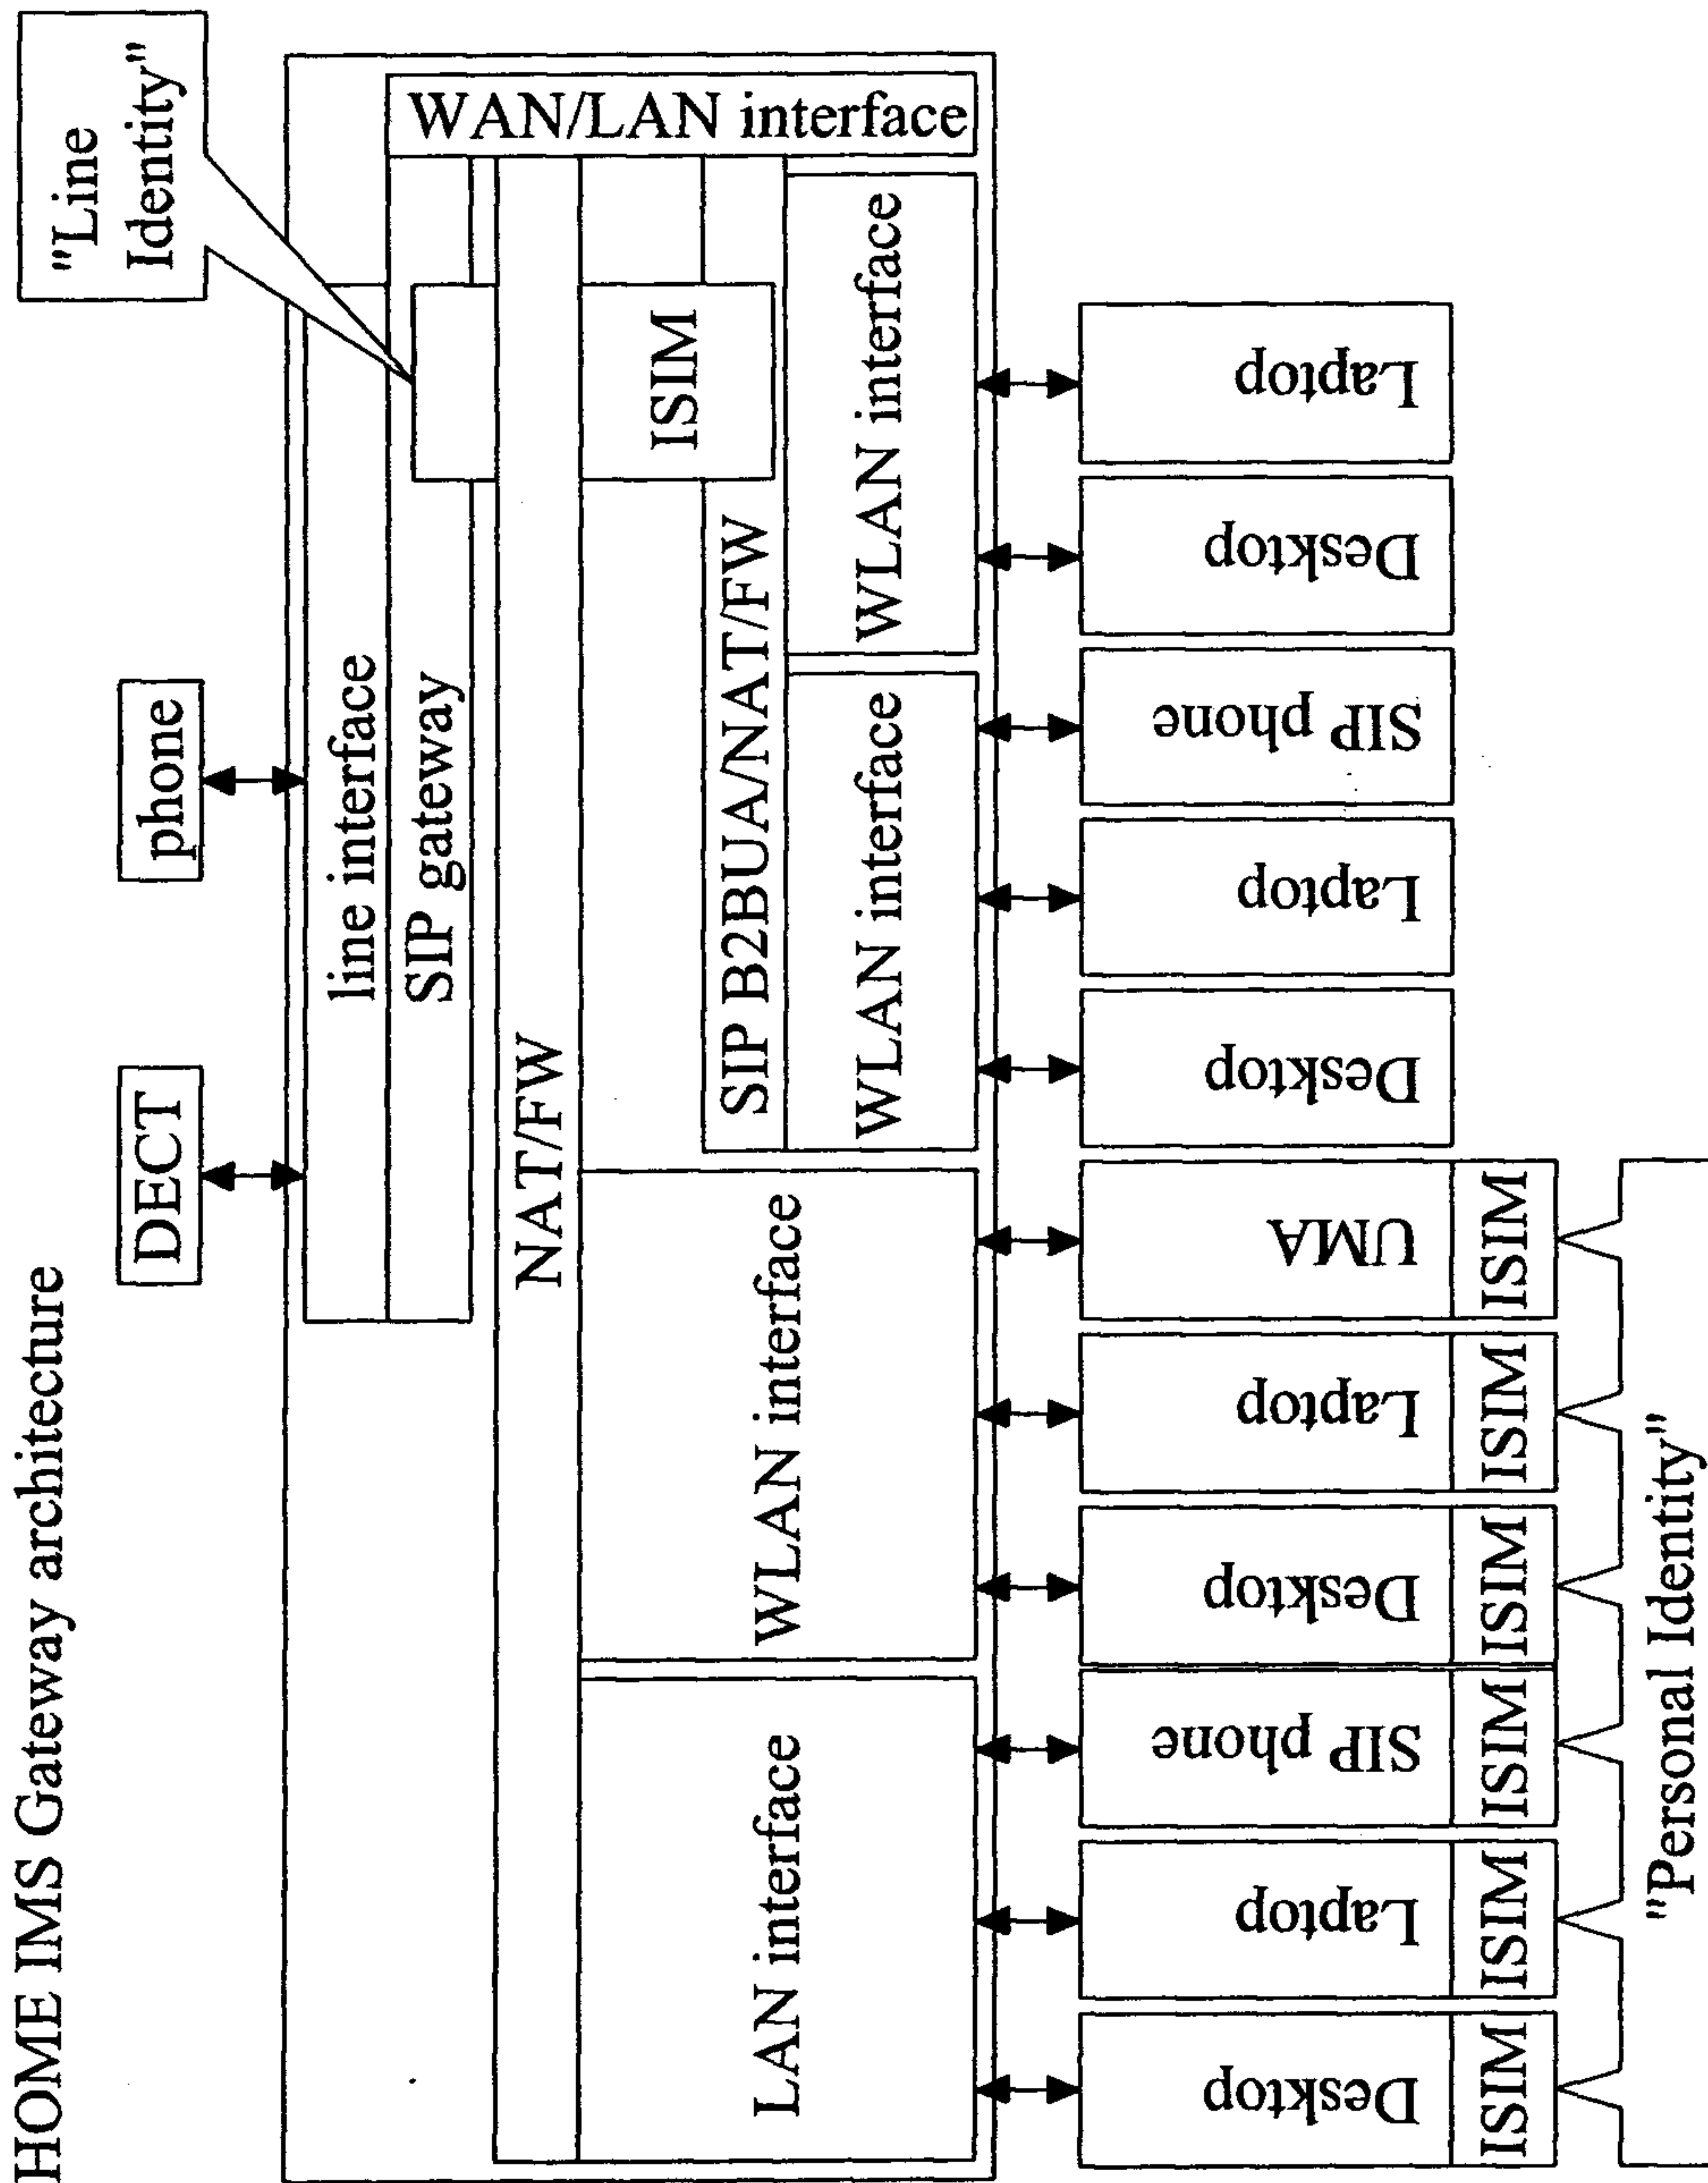 HOME IMS Gateway architecture
DECT
phone
"Line
Identity"
line interface
SIP gateway
WAN/LAN interface
NAT/FW
ISIM
SIP B2BUA/NAT/FW
LAN interface
WLAN interface
WLAN interface
WLAN interface
Desktop
Laptop
SIP phone
Desktop
Laptop
UMA
Desktop
Laptop
SIP phone
Desktop
Laptop
ISIM
ISIM
ISIM
ISIM
ISIM
ISIM
"Personal Identity"